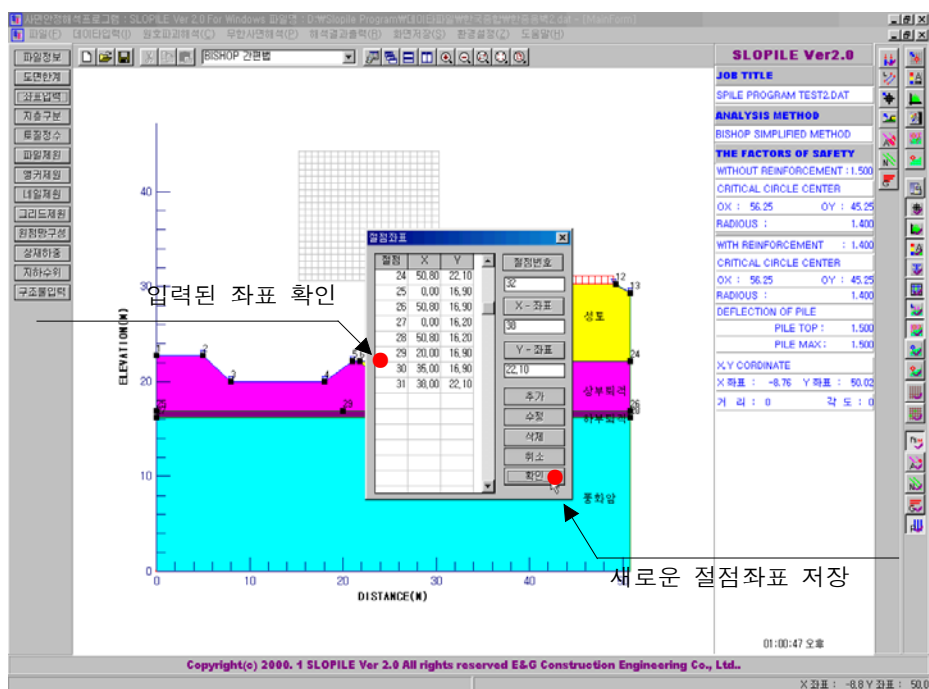 사면안정해석프로그램 : SLOPILE Ver 2.0 For Windows 파일명 : D:\Slopile Program\데이타파일\한국종합\한종옹벽2.dat - [MainForm]
파일(F) 데이타입력(I) 원호파괴해석(C) 무한사면해석(P) 해석결과출력(R) 화면저장(S) 환경설정(Z) 도움말(H)
파일정보 BISHOP 간편법
도면한계
좌표입력
지층구분
토질정수
파일제원
앵커제원
네일제원
그리드제원
원점망구성
상재하중
지하수위
구조물입력
SLOPILE Ver2.0
JOB TITLE
SPILE PROGRAM TEST2.DAT
ANALYSIS METHOD
BISHOP SIMPLIFIED METHOD
THE FACTORS OF SAFETY
WITHOUT REINFORCEMENT : 1.500
CRITICAL CIRCLE CENTER
OX : 56.25 OY : 45.25
RADIOUS : 1.400
WITH REINFORCEMENT : 1.400
CRITICAL CIRCLE CENTER
OX : 56.25 OY : 45.25
RADIOUS : 1.400
DEFLECTION OF PILE
PILE TOP : 1.500
PILE MAX : 1.500
X,Y CORDINATE
X 좌표 : -8.76 Y 좌표 : 50.02
거 리 : 0 각 도 : 0
절점좌표
절점 X Y
24 50,80 22,10
25 0,00 16,90
26 50,80 16,90
27 0,00 16,20
28 50,80 16,20
29 20,00 16,90
30 35,00 16,90
31 38,00 22,10
절점번호
32
X - 좌표
38
Y - 좌표
22,10
추가
수정
삭제
취소
확인
입력된 좌표 확인
새로운 절점좌표 저장
성토
상부퇴적
하부퇴적
풍화암
12
13
24
26
1
2
3
4
25
29
ELEVATION(M)
40
30
20
10
0
0 10 20 30 40 50
DISTANCE(M)
01:00:47 오후
Copyright(c) 2000. 1 SLOPILE Ver 2.0 All rights reserved E&G Construction Engineering Co., Ltd..
X 좌표 : -8.8 Y 좌표 : 50.0